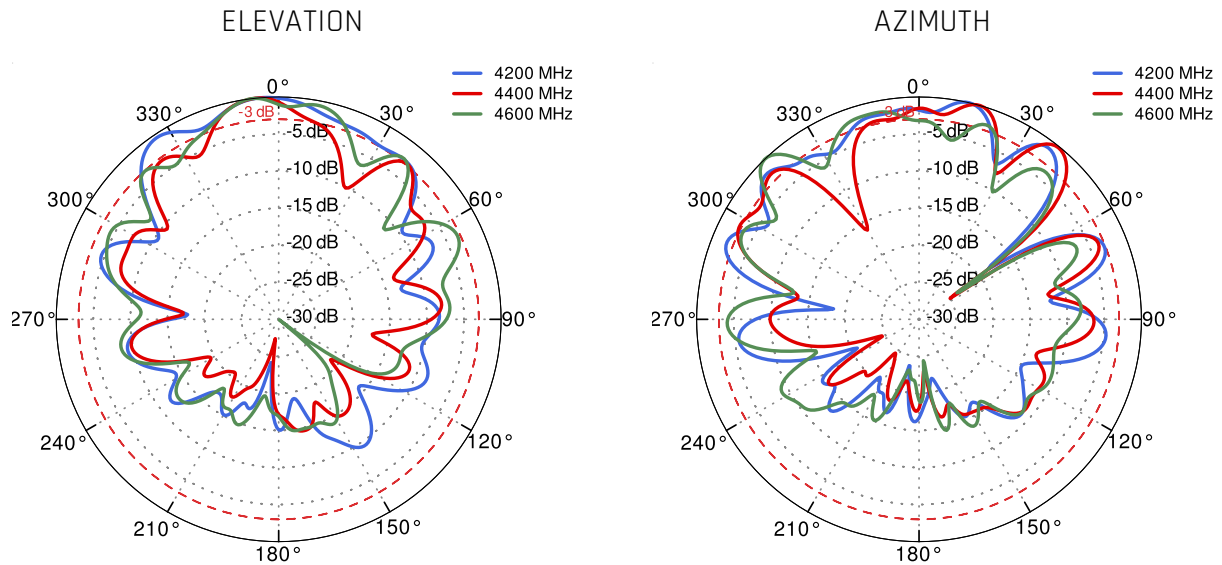 ELEVATION
4200 MHz
4400 MHz
4600 MHz
0°
330°
30°
300°
60°
270°
90°
240°
120°
210°
150°
180°
-3 dB
-5 dB
-10 dB
-15 dB
-20 dB
-25 dB
-30 dB
AZIMUTH
4200 MHz
4400 MHz
4600 MHz
0°
330°
30°
300°
60°
270°
90°
240°
120°
210°
150°
180°
-3 dB
5 dB
-10 dB
-15 dB
-20 dB
-25 dB
-30 dB